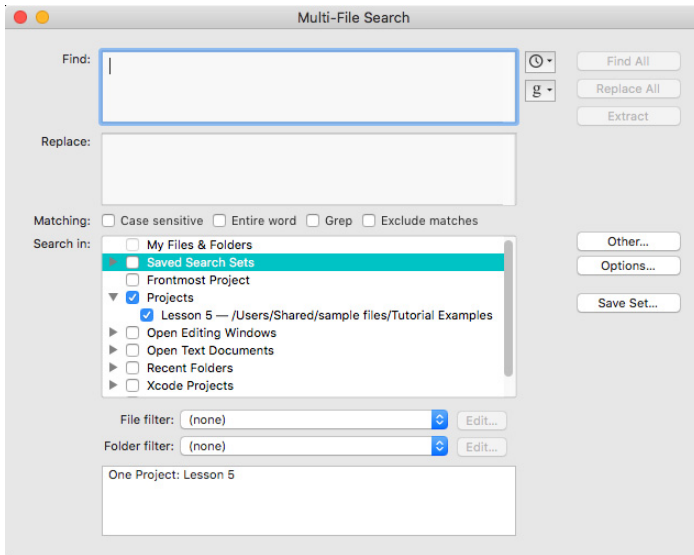 Multi-File Search
Find:
g
Find All
Replace All
Extract
Replace:
Matching: Case sensitive Entire word Grep Exclude matches
Search in:
My Files & Folders
Saved Search Sets
Frontmost Project
Projects
Lesson 5 — /Users/Shared/sample files/Tutorial Examples
Open Editing Windows
Open Text Documents
Recent Folders
Xcode Projects
Other...
Options...
Save Set...
File filter: (none) Edit...
Folder filter: (none) Edit...
One Project: Lesson 5